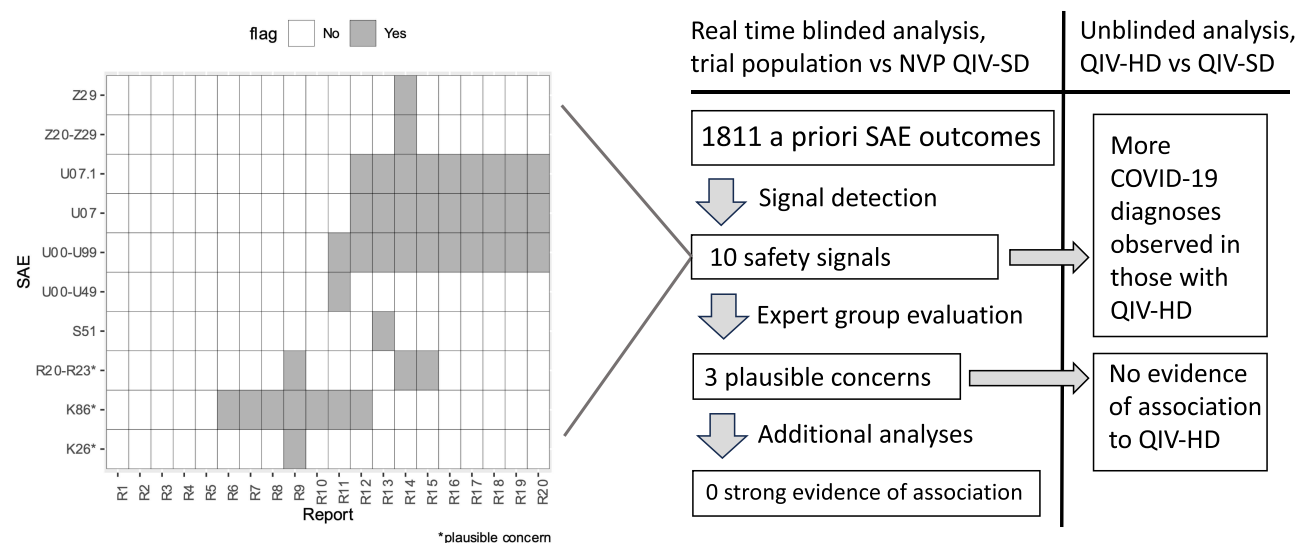 flag No Yes
SAE
Z29
Z20-Z29
U07.1
U07
U00-U99
U00-U49
S51
R20-R23*
K86*
K26*
R1 R2 R3 R4 R5 R6 R7 R8 R9 R10 R11 R12 R13 R14 R15 R16 R17 R18 R19 R20
Report
*plausible concern
Real time blinded analysis,
trial population vs NVP QIV-SD
1811 a priori SAE outcomes
Signal detection
10 safety signals
Expert group evaluation
3 plausible concerns
Additional analyses
0 strong evidence of association
Unblinded analysis,
QIV-HD vs QIV-SD
More
COVID-19
diagnoses
observed in
those with
QIV-HD
No evidence
of association
to QIV-HD